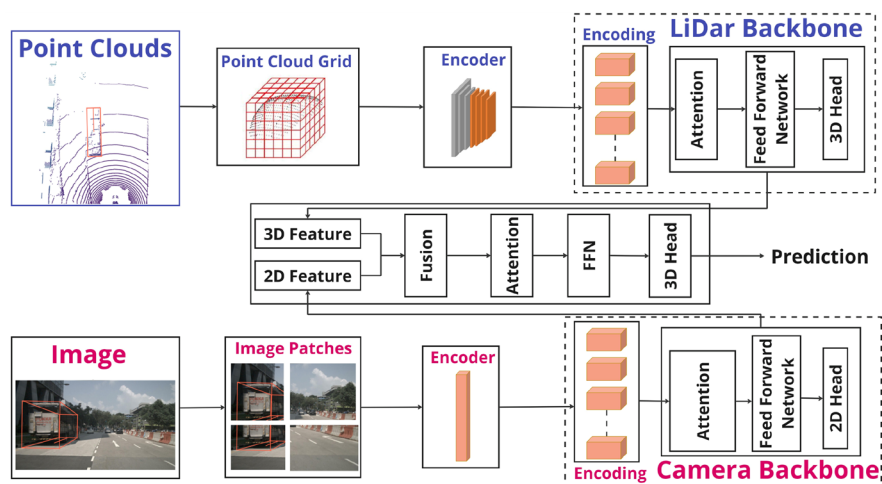 LiDar Backbone
Point Clouds
Point Cloud Grid
Encoder
Encoding
Attention
Feed Forward
Network
3D Head
3D Feature
2D Feature
Fusion
Attention
FFN
3D Head
Prediction
Image
Image Patches
Encoder
Attention
Feed Forward
Network
2D Head
Encoding
Camera Backbone